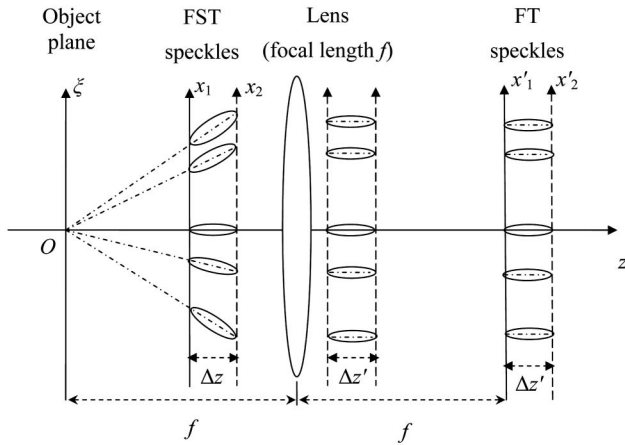 Object
plane
FST
speckles
Lens
(focal length f)
FT
speckles
ξ
x₁
x₂
x'₁
x'₂
O
z
Δz
Δz'
Δz'
f
f